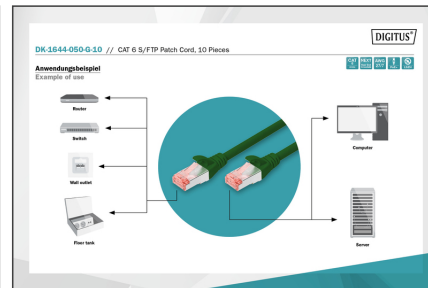 DIGITUS®
DK-1644-050-G-10 // CAT 6 S/FTP Patch Cord, 10 Pieces
Anwendungsbeispiel
Example of use
Router
Switch
Wall outlet
Floor tank
Computer
Server